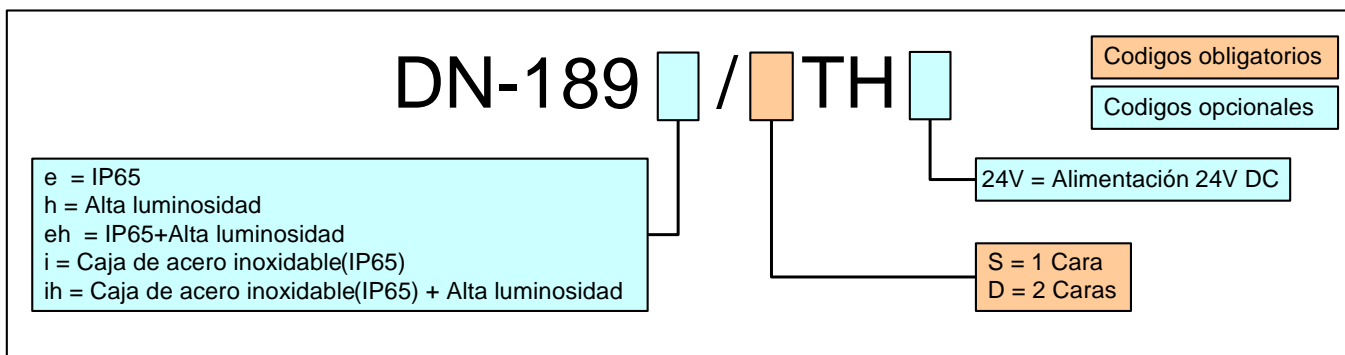 DN-189 / TH
Codigos obligatorios
Codigos opcionales
e = IP65
h = Alta luminosidad
eh = IP65+Alta luminosidad
i = Caja de acero inoxidable(IP65)
ih = Caja de acero inoxidable(IP65) + Alta luminosidad
24V = Alimentación 24V DC
S = 1 Cara
D = 2 Caras